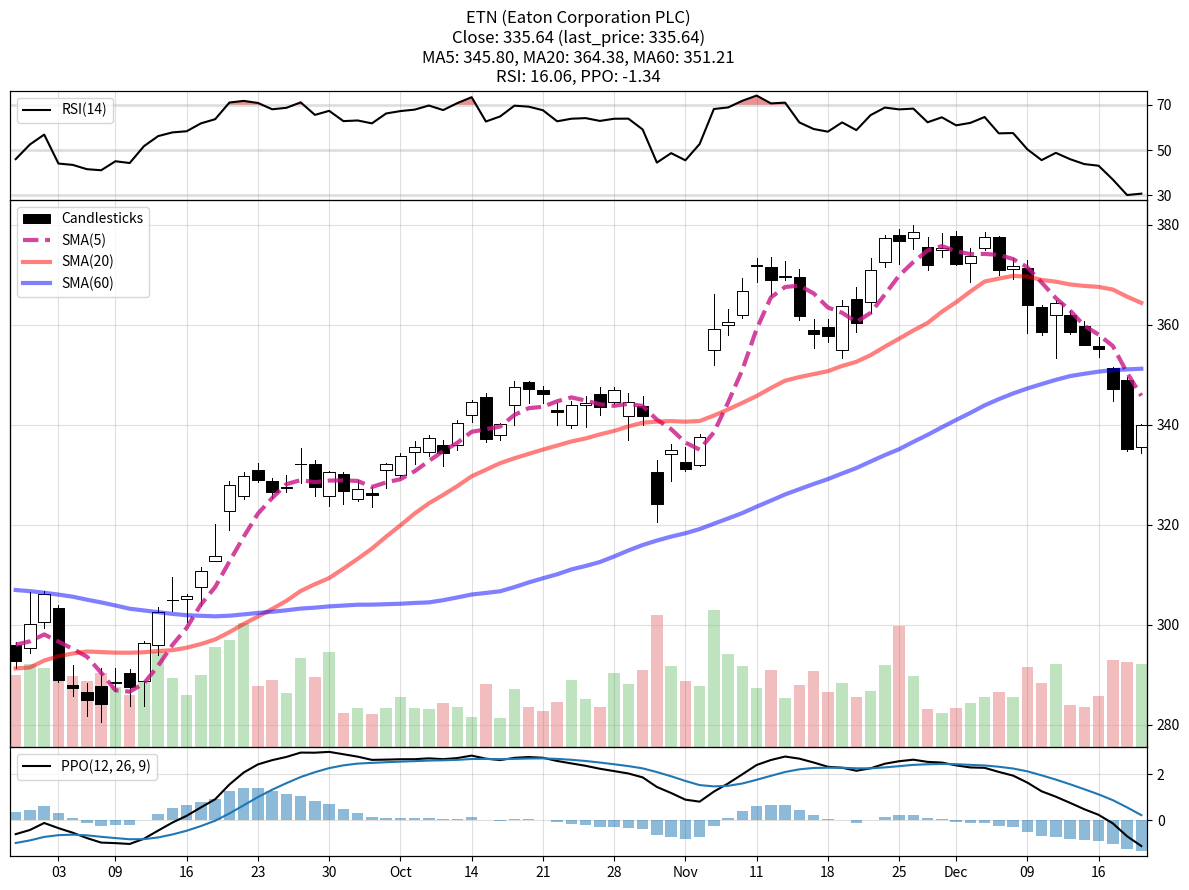 ETN (Eaton Corporation PLC)
Close: 335.64 (last_price: 335.64)
MA5: 345.80, MA20: 364.38, MA60: 351.21
RSI: 16.06, PPO: -1.34
RSI(14)
70
50
30
Candlesticks
SMA(5)
SMA(20)
SMA(60)
380
360
340
320
300
280
PPO(12, 26, 9)
2
0
03 09 16 23 30 Oct 14 21 28 Nov 11 18 25 Dec 09 16